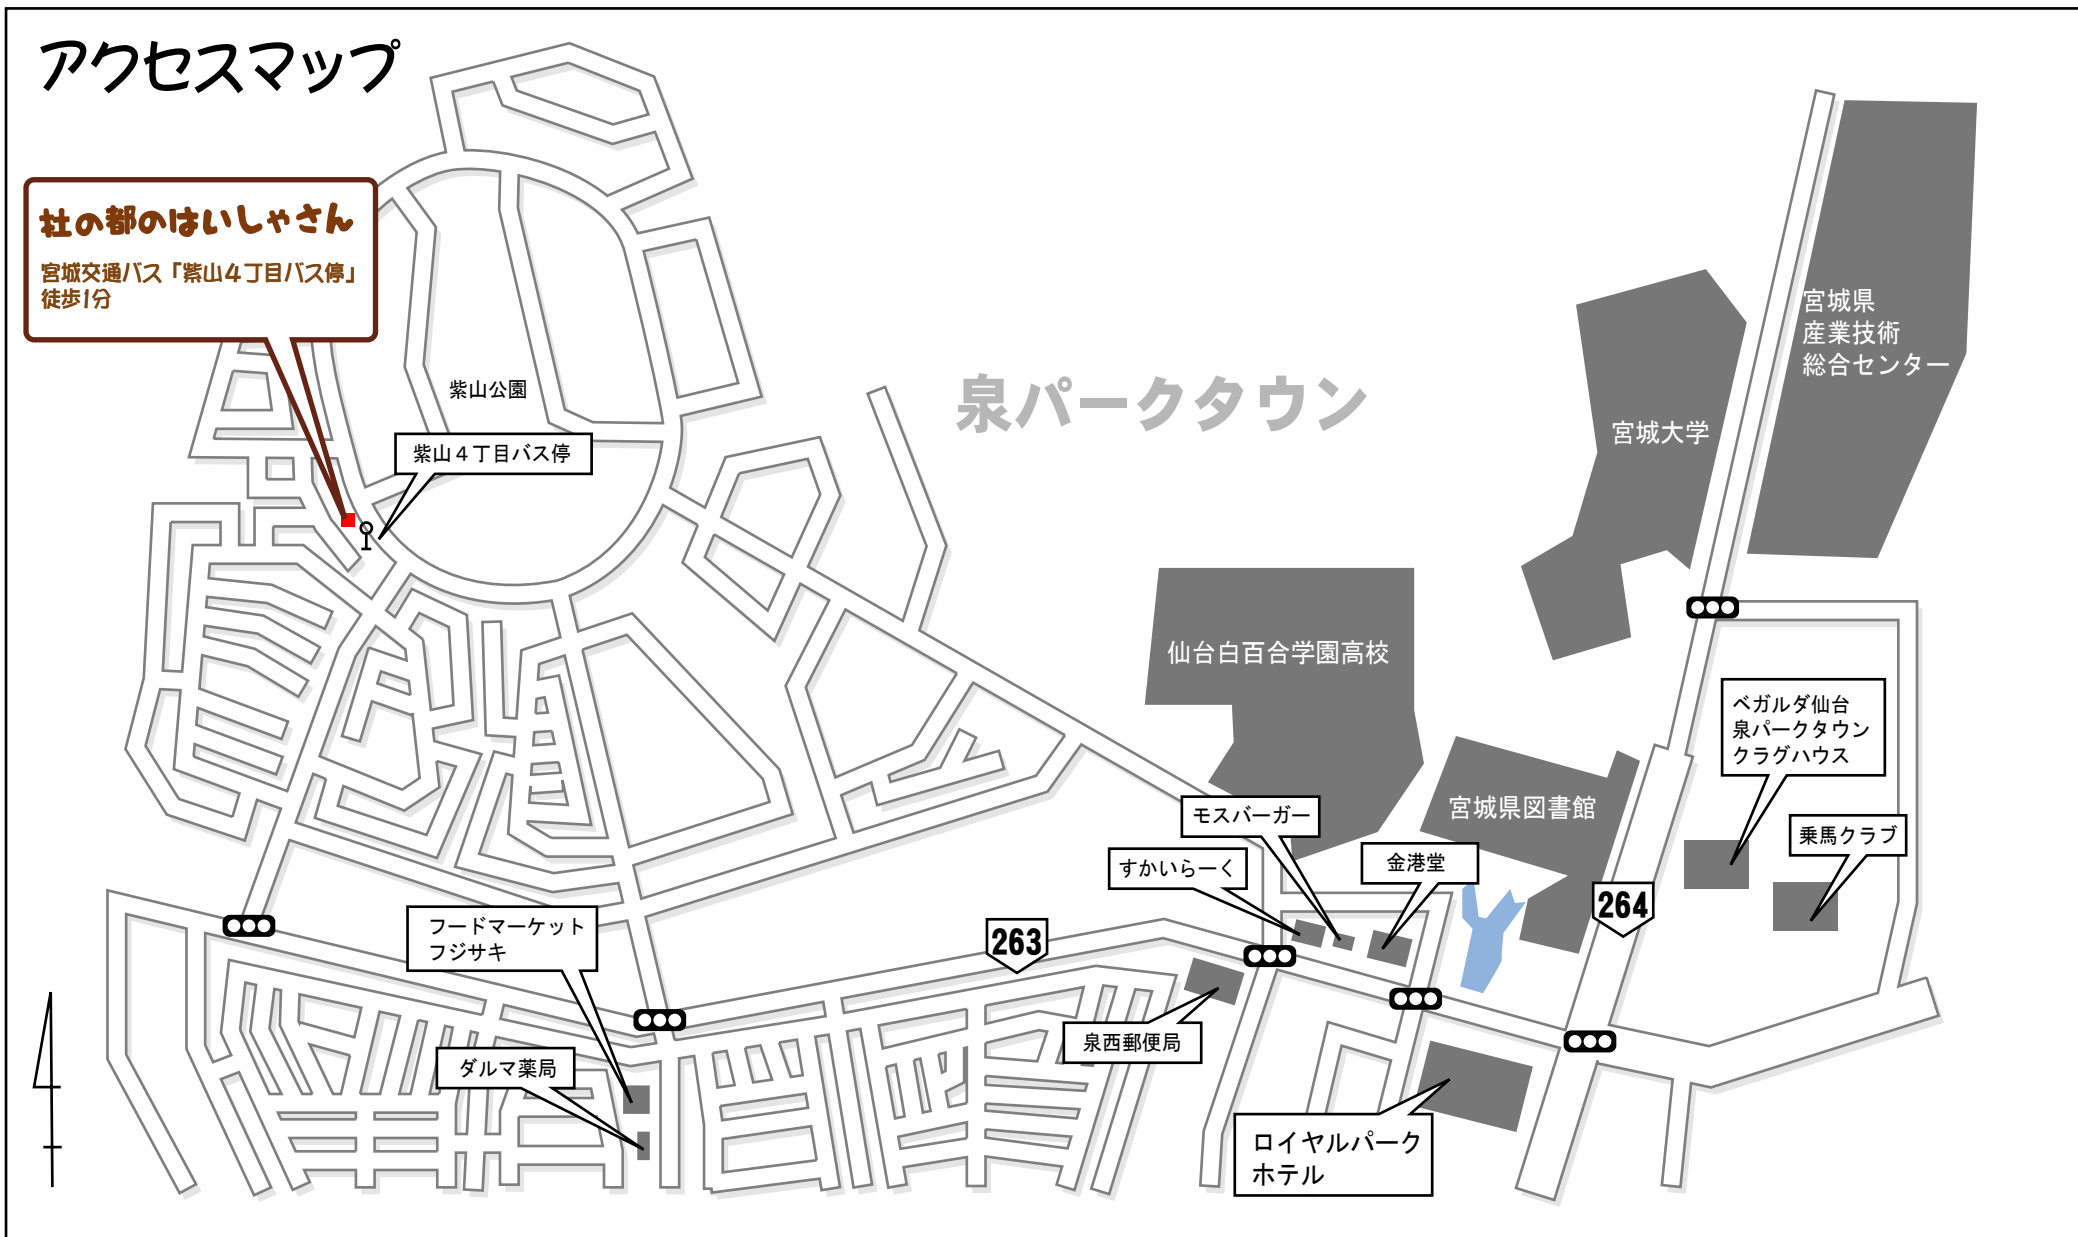 アクセスマップ
杜の都のはいしゃさん
宮城交通バス「紫山4丁目バス停」
徒歩1分
紫山公園
紫山４丁目バス停
泉パークタウン
宮城県
産業技術
総合センター
宮城大学
仙台白百合学園高校
ベガルダ仙台
泉パークタウン
クラグハウス
宮城県図書館
モスバーガー
乗馬クラブ
すかいらーく
金港堂
264
フードマーケット
フジサキ
263
泉西郵便局
ダルマ薬局
ロイヤルパーク
ホテル